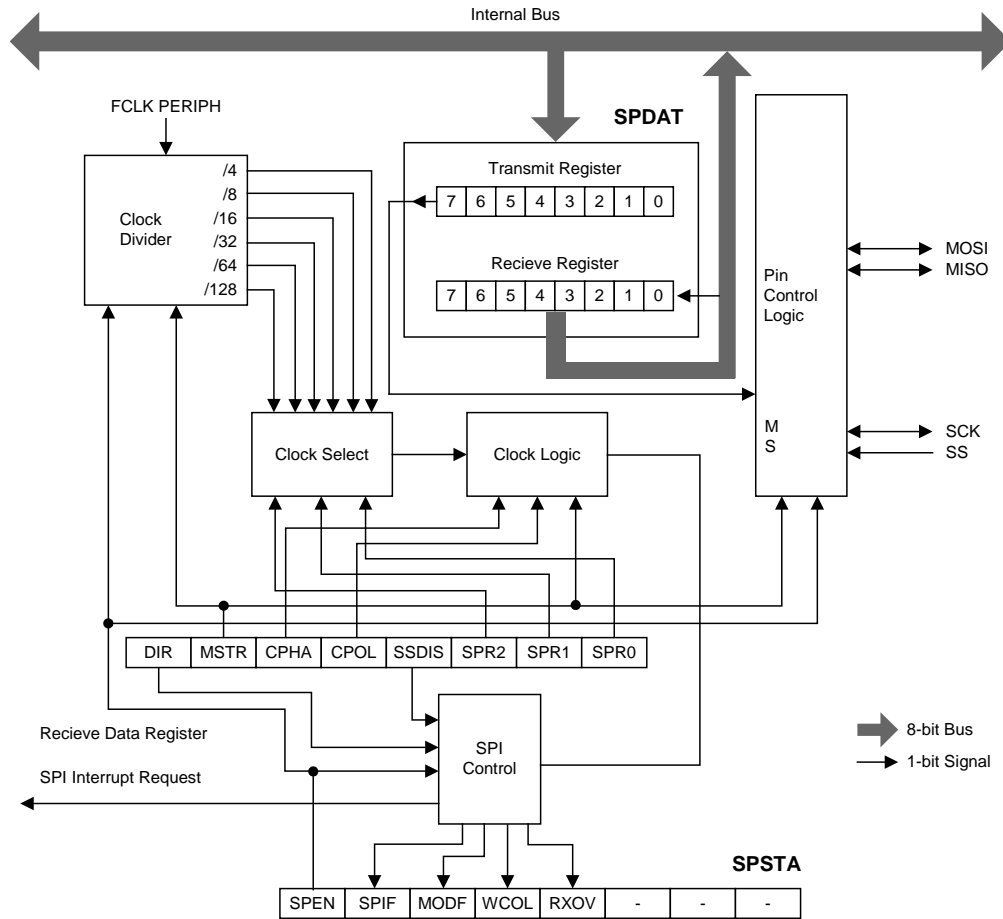 Internal Bus
FCLK PERIPH
SPDAT
Clock
Divider
/4
/8
/16
/32
/64
/128
Transmit Register
7 6 5 4 3 2 1 0
Recieve Register
7 6 5 4 3 2 1 0
Pin
Control
Logic
M
S
MOSI
MISO
SCK
SS
Clock Select
Clock Logic
DIR MSTR CPHA CPOL SSDIS SPR2 SPR1 SPR0
Recieve Data Register
SPI Interrupt Request
SPI
Control
8-bit Bus
1-bit Signal
SPSTA
SPEN SPIF MODF WCOL RXOV - - -